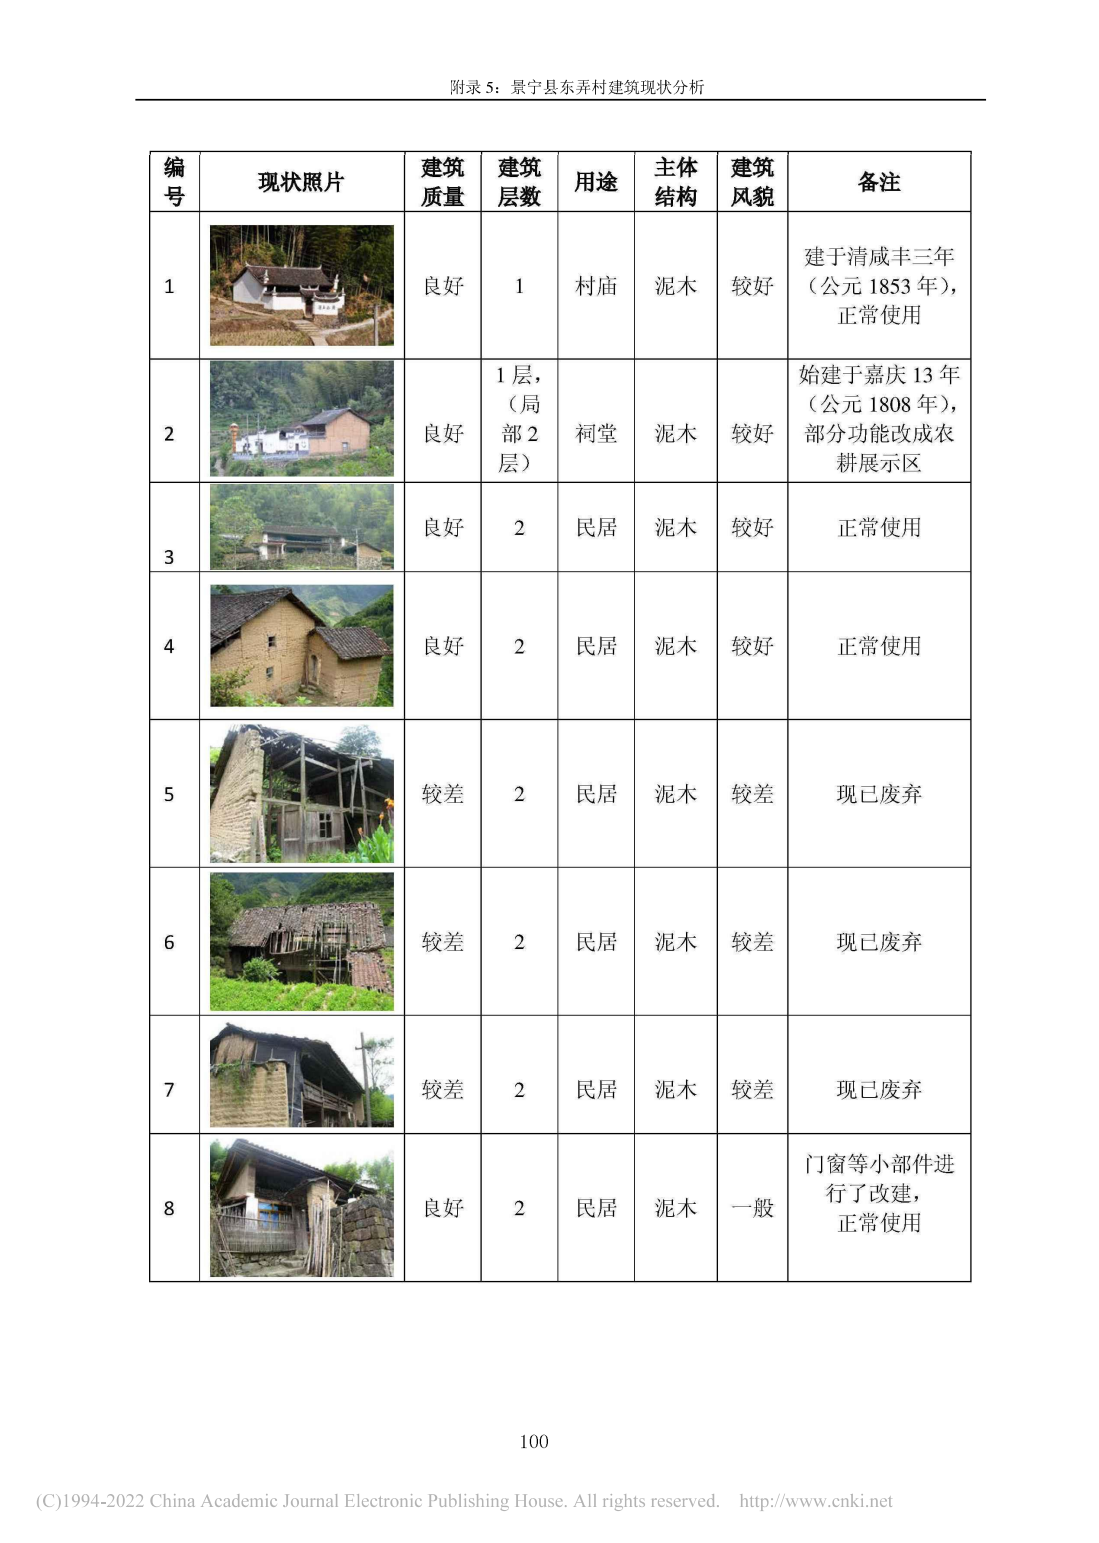 附录 5：景宁县东弄村建筑现状分析
编号 现状照片 建筑质量 建筑层数 用途 主体结构 建筑风貌 备注
1 良好 1 村庙 泥木 较好 建于清咸丰三年（公元 1853 年），正常使用
2 良好 1 层，（局部 2 层） 祠堂 泥木 较好 始建于嘉庆 13 年（公元 1808 年），部分功能改成农耕展示区
3 良好 2 民居 泥木 较好 正常使用
4 良好 2 民居 泥木 较好 正常使用
5 较差 2 民居 泥木 较差 现已废弃
6 较差 2 民居 泥木 较差 现已废弃
7 较差 2 民居 泥木 较差 现已废弃
8 良好 2 民居 泥木 一般 门窗等小部件进行了改建，正常使用
100
(C)1994-2022 China Academic Journal Electronic Publishing House. All rights reserved. http://www.cnki.net